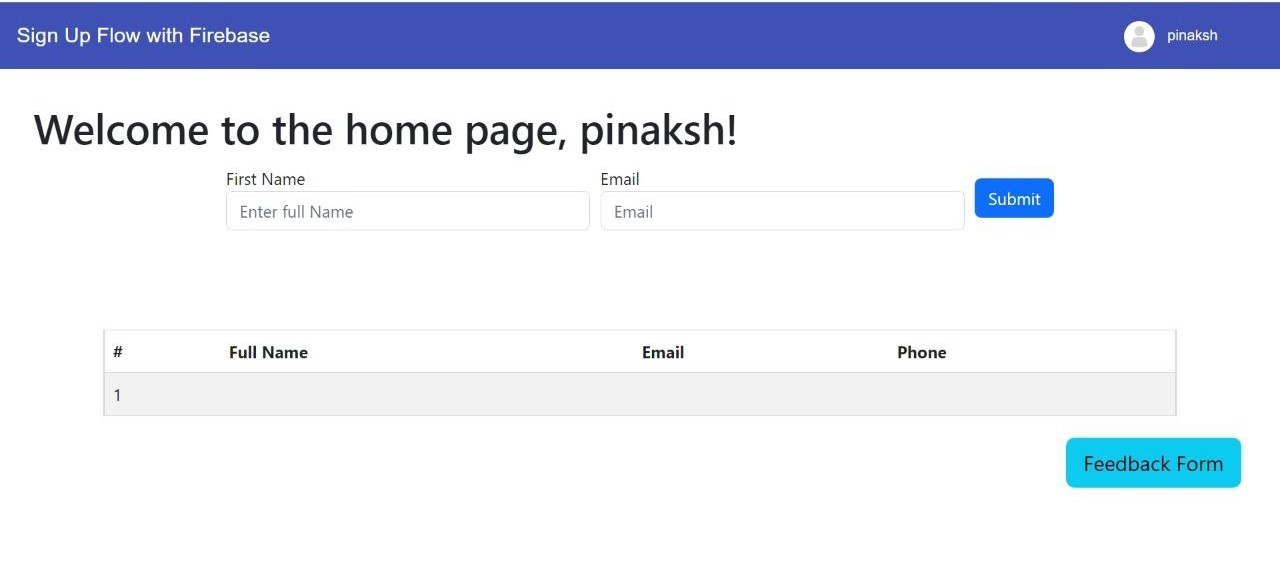 Sign Up Flow with Firebase pinaksh
Welcome to the home page, pinaksh!
First Name Email
Enter full Name Email Submit
# Full Name Email Phone
1
Feedback Form